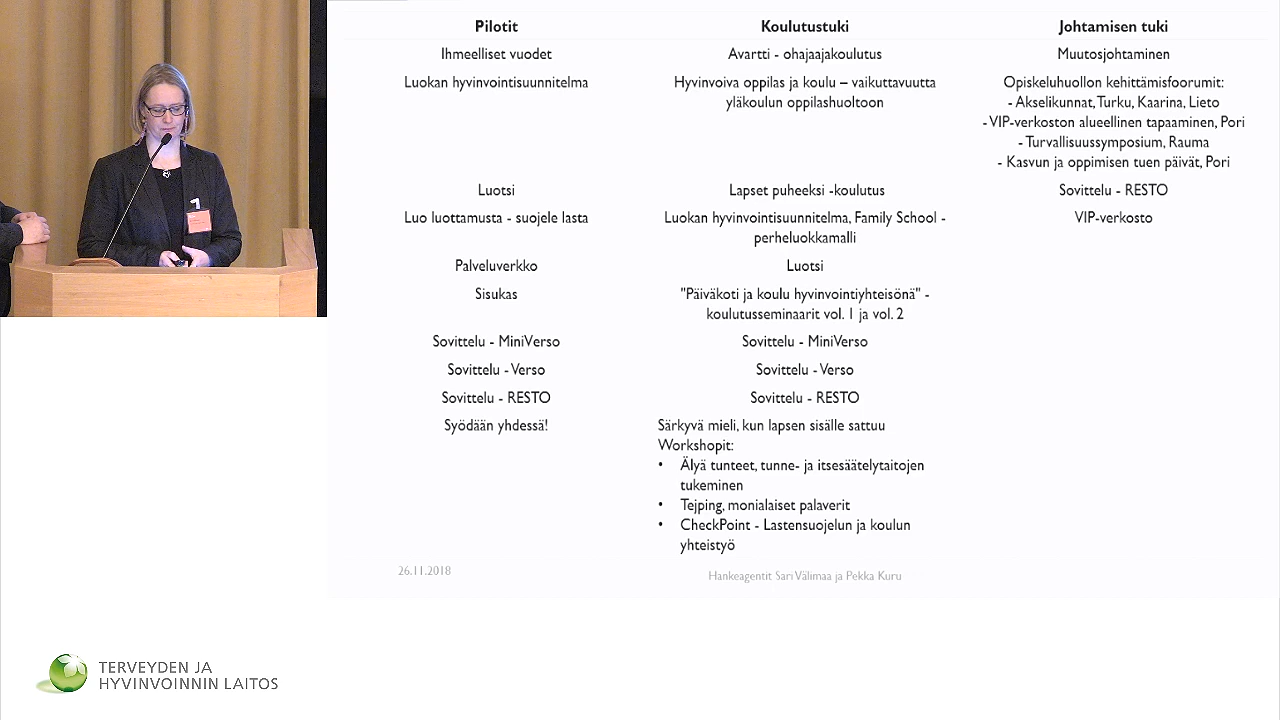 Pilotit
Koulutustuki
Johtamisen tuki
Ihmeelliset vuodet
Avartti - ohajaajakoulutus
Muutosjohtaminen
Luokan hyvinvointisuunnitelma
Hyvinvoiva oppilas ja koulu – vaikuttavuutta
yläkoulun oppilashuoltoon
Opiskeluhuollon kehittämisfoorumit:
- Akselikunnat, Turku, Kaarina, Lieto
- VIP-verkoston alueellinen tapaaminen, Pori
- Turvallisuussymposium, Rauma
- Kasvun ja oppimisen tuen päivät, Pori
Luotsi
Lapset puheeksi -koulutus
Sovittelu - RESTO
Luo luottamusta - suojele lasta
Luokan hyvinvointisuunnitelma, Family School -
perheluokkamalli
VIP-verkosto
Palveluverkko
Luotsi
Sisukas
"Päiväkoti ja koulu hyvinvointiyhteisönä" -
koulutusseminaarit vol. 1 ja vol. 2
Sovittelu - MiniVerso
Sovittelu - MiniVerso
Sovittelu - Verso
Sovittelu - Verso
Sovittelu - RESTO
Sovittelu - RESTO
Syödään yhdessä!
Särkyvä mieli, kun lapsen sisälle sattuu
Workshopit:
• Älyä tunteet, tunne- ja itsesäätelytaitojen
tukeminen
• Tejping, monialaiset palaverit
• CheckPoint - Lastensuojelun ja koulun
yhteistyö
26.11.2018
Hankeagentit Sari Välimaa ja Pekka Kuru
TERVEYDEN JA
HYVINVOINNIN LAITOS